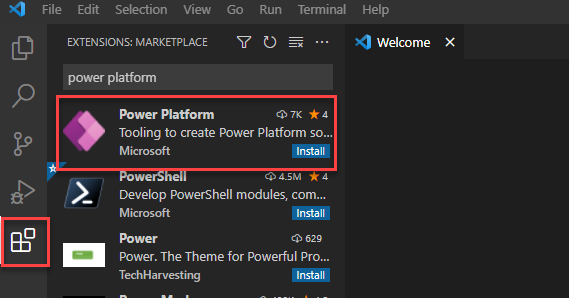 File Edit Selection View Go Run Terminal Help
EXTENSIONS: MARKETPLACE
Welcome
power platform
Power Platform 7K 4
Tooling to create Power Platform so...
Microsoft Install
PowerShell 4.5M 4
Develop PowerShell modules, com...
Microsoft Install
Power 629
Power. The Theme for Powerful Pro...
TechHarvesting Install